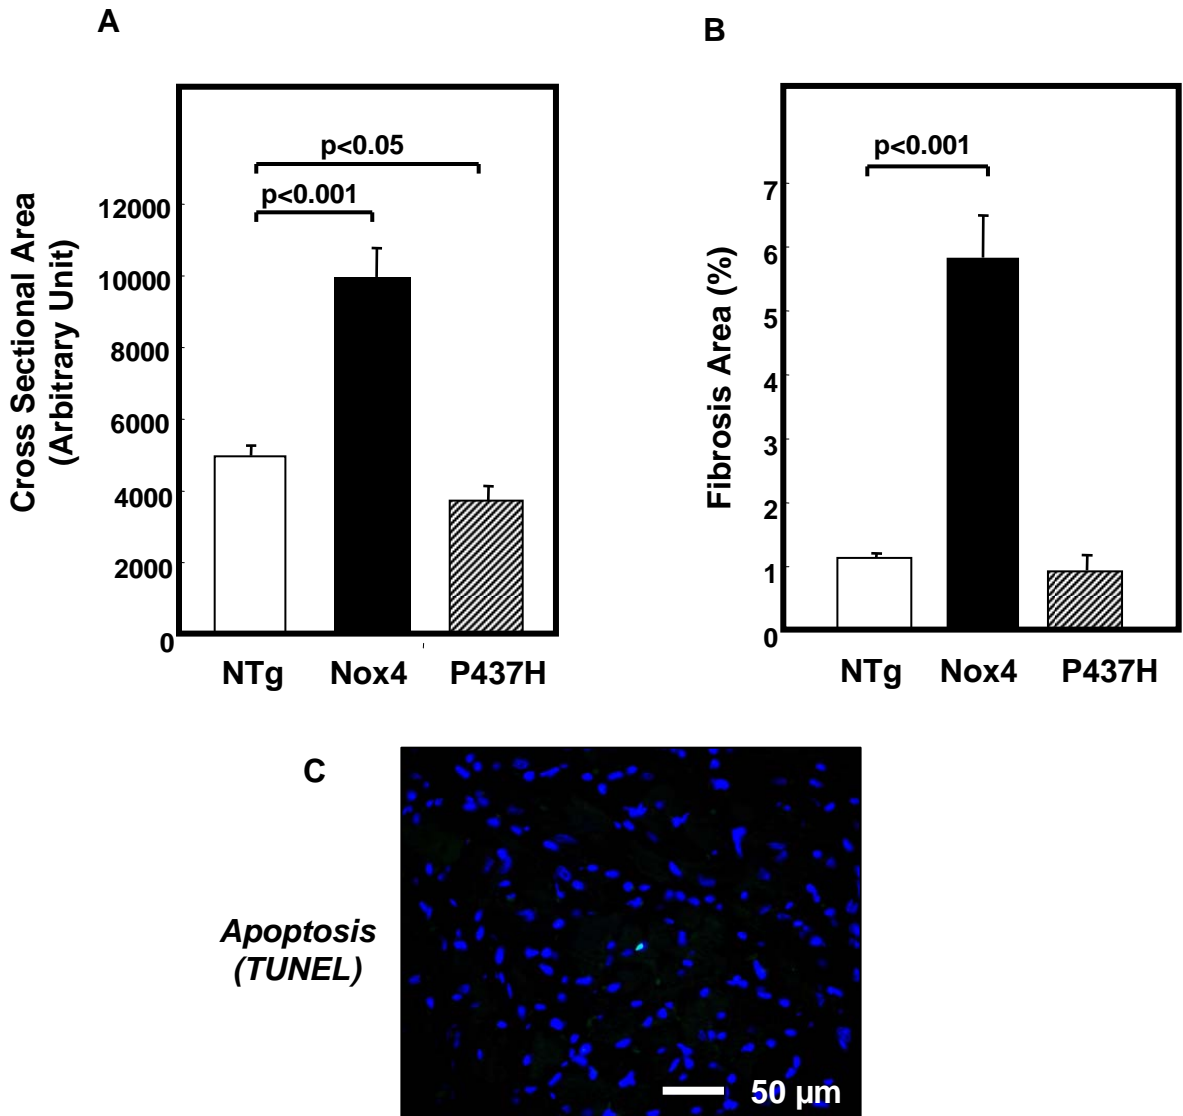 A
p<0.05
p<0.001
12000
10000
8000
6000
4000
2000
0
Cross Sectional Area
(Arbitrary Unit)
NTg Nox4 P437H
B
p<0.001
7
6
5
4
3
2
1
0
Fibrosis Area (%)
NTg Nox4 P437H
C
Apoptosis
(TUNEL)
50 µm